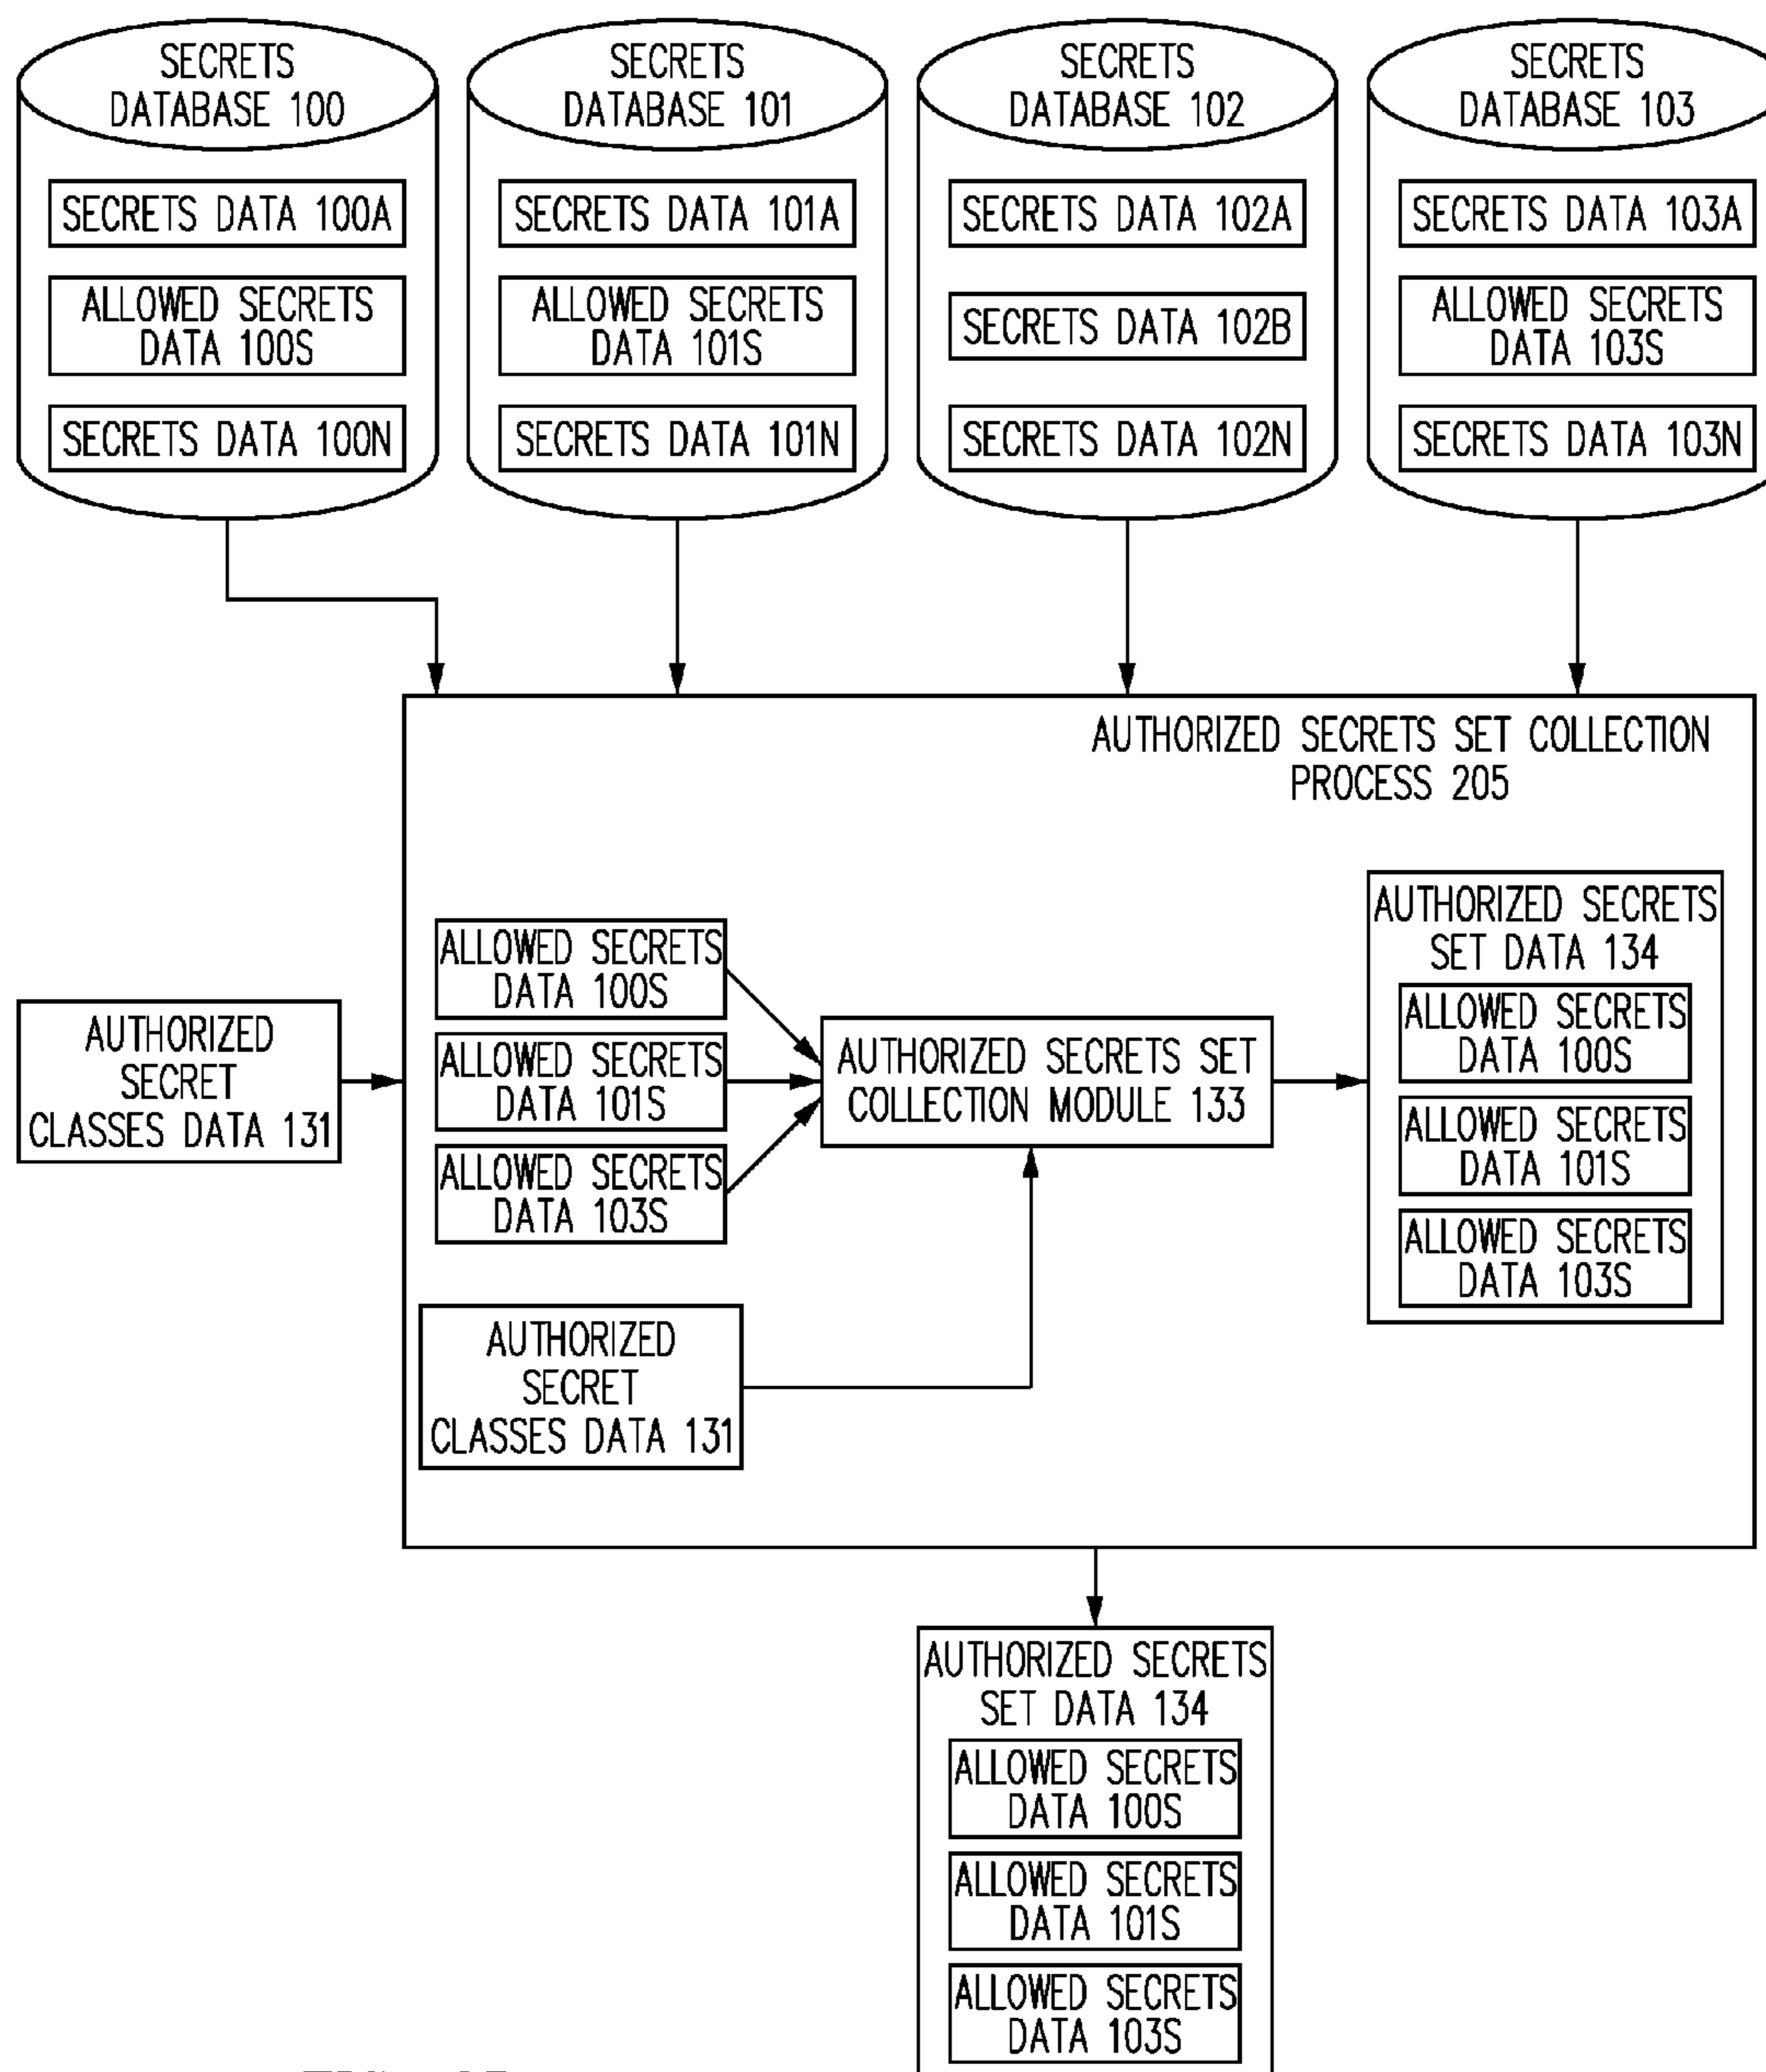 SECRETS
DATABASE 100
SECRETS DATA 100A
ALLOWED SECRETS
DATA 100S
SECRETS DATA 100N
SECRETS
DATABASE 101
SECRETS DATA 101A
ALLOWED SECRETS
DATA 101S
SECRETS DATA 101N
SECRETS
DATABASE 102
SECRETS DATA 102A
SECRETS DATA 102B
SECRETS DATA 102N
SECRETS
DATABASE 103
SECRETS DATA 103A
ALLOWED SECRETS
DATA 103S
SECRETS DATA 103N
AUTHORIZED SECRETS SET COLLECTION
PROCESS 205
AUTHORIZED
SECRET
CLASSES DATA 131
ALLOWED SECRETS
DATA 100S
ALLOWED SECRETS
DATA 101S
ALLOWED SECRETS
DATA 103S
AUTHORIZED
SECRET
CLASSES DATA 131
AUTHORIZED SECRETS SET
COLLECTION MODULE 133
AUTHORIZED SECRETS
SET DATA 134
ALLOWED SECRETS
DATA 100S
ALLOWED SECRETS
DATA 101S
ALLOWED SECRETS
DATA 103S
AUTHORIZED SECRETS
SET DATA 134
ALLOWED SECRETS
DATA 100S
ALLOWED SECRETS
DATA 101S
ALLOWED SECRETS
DATA 103S